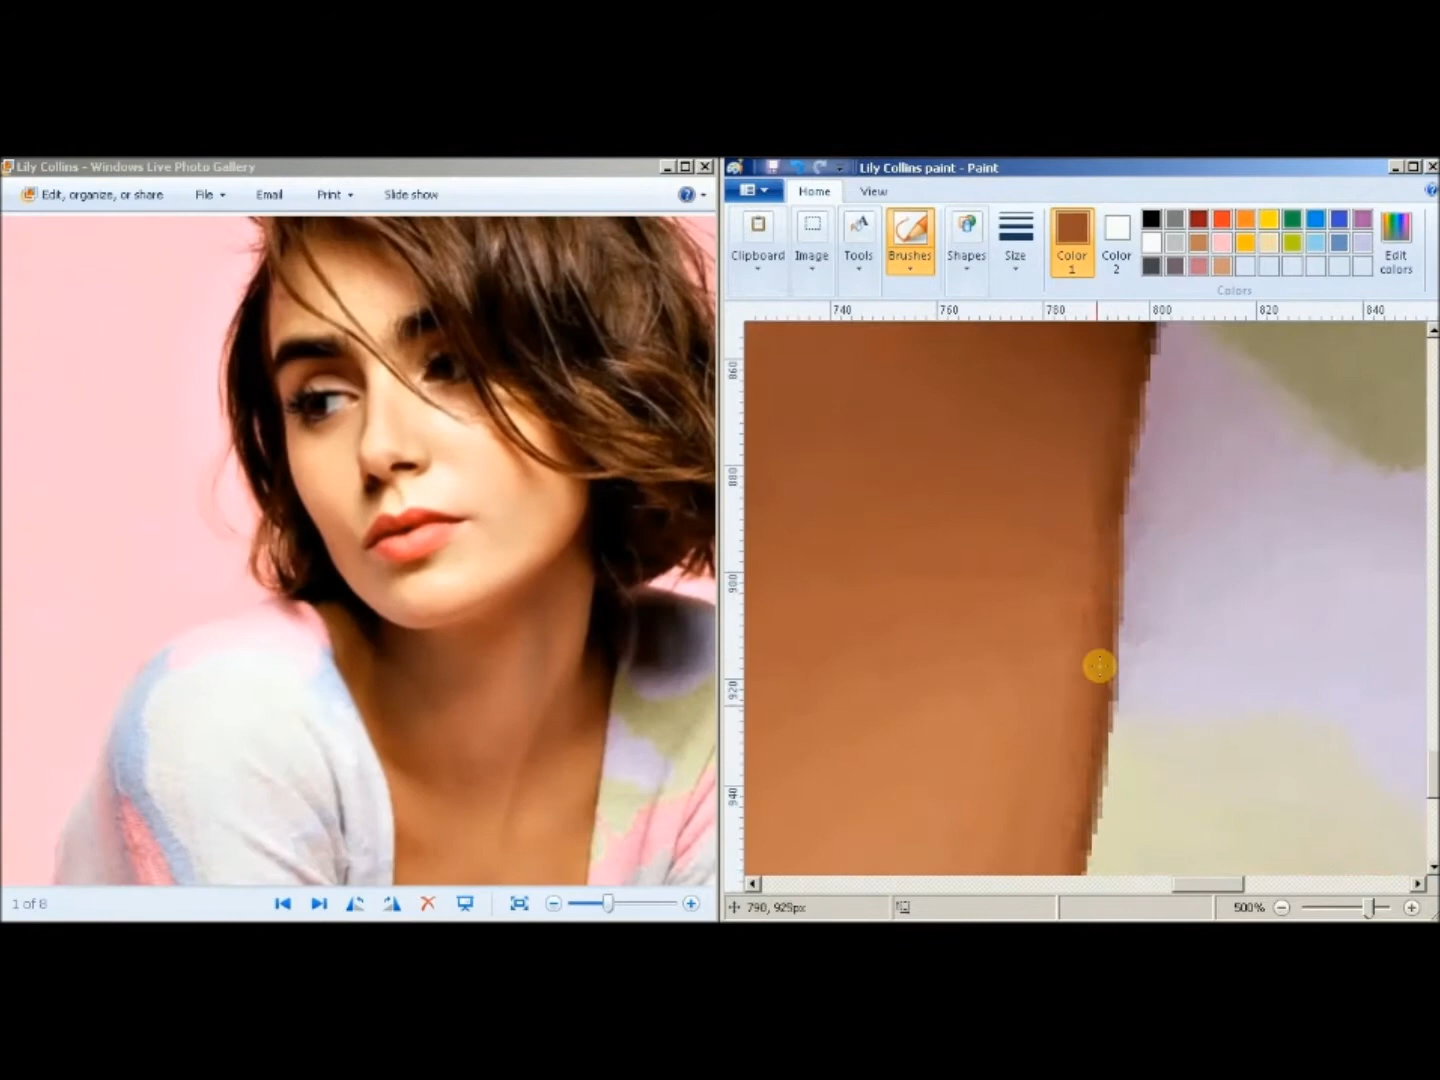 Lily Collins - Windows Live Photo Gallery
Edit, organize, or share File Email Print Slide show
1 of 8
Lily Collins paint - Paint
Home View
Clipboard Image Tools Brushes Shapes Size Color 1 Color 2 Edit colors
Colors
740 760 780 800 820 840
860
880
900
920
940
790, 929px
500%